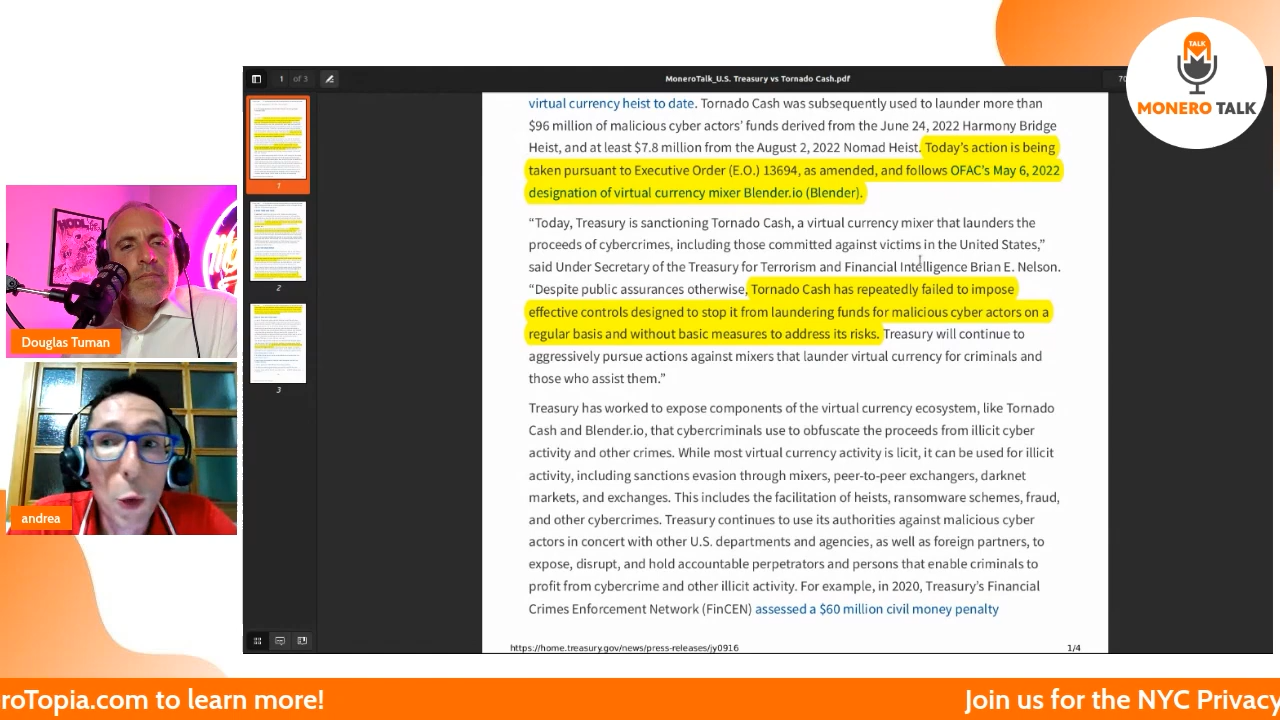 1 of 3
MoneroTalk_U.S. Treasury vs Tornado Cash.pdf
70
TALK
MONERO TALK
virtual currency heist to date. Tornado Cash was subsequently used to launder more than
$96 million of malicious cyber actors’ funds derived from the June 24, 2022 Harmony Bridge
Heist, and at least $7.8 million from the August 2, 2022 Nomad Heist. Today’s action is being
taken pursuant to Executive Order (E.O.) 13694, as amended, and follows OFAC’s May 6, 2022
designation of virtual currency mixer Blender.io (Blender).
“Today, Treasury is sanctioning Tornado Cash, a virtual currency mixer that launders the
proceeds of cybercrimes, including those committed against victims in the United States,”
said Under Secretary of the Treasury for Terrorism and Financial Intelligence Brian E. Nelson.
“Despite public assurances otherwise, Tornado Cash has repeatedly failed to impose
effective controls designed to stop it from laundering funds for malicious cyber actors on a
regular basis and without basic measures to address its risks. Treasury will continue to
aggressively pursue actions against mixers that launder virtual currency for criminals and
those who assist them.”
Treasury has worked to expose components of the virtual currency ecosystem, like Tornado
Cash and Blender.io, that cybercriminals use to obfuscate the proceeds from illicit cyber
activity and other crimes. While most virtual currency activity is licit, it can be used for illicit
activity, including sanctions evasion through mixers, peer-to-peer exchangers, darknet
markets, and exchanges. This includes the facilitation of heists, ransomware schemes, fraud,
and other cybercrimes. Treasury continues to use its authorities against malicious cyber
actors in concert with other U.S. departments and agencies, as well as foreign partners, to
expose, disrupt, and hold accountable perpetrators and persons that enable criminals to
profit from cybercrime and other illicit activity. For example, in 2020, Treasury’s Financial
Crimes Enforcement Network (FinCEN) assessed a $60 million civil money penalty
https://home.treasury.gov/news/press-releases/jy0916
1/4
1
2
3
Douglas Tuman
andrea
roTopia.com to learn more!
Join us for the NYC Privacy